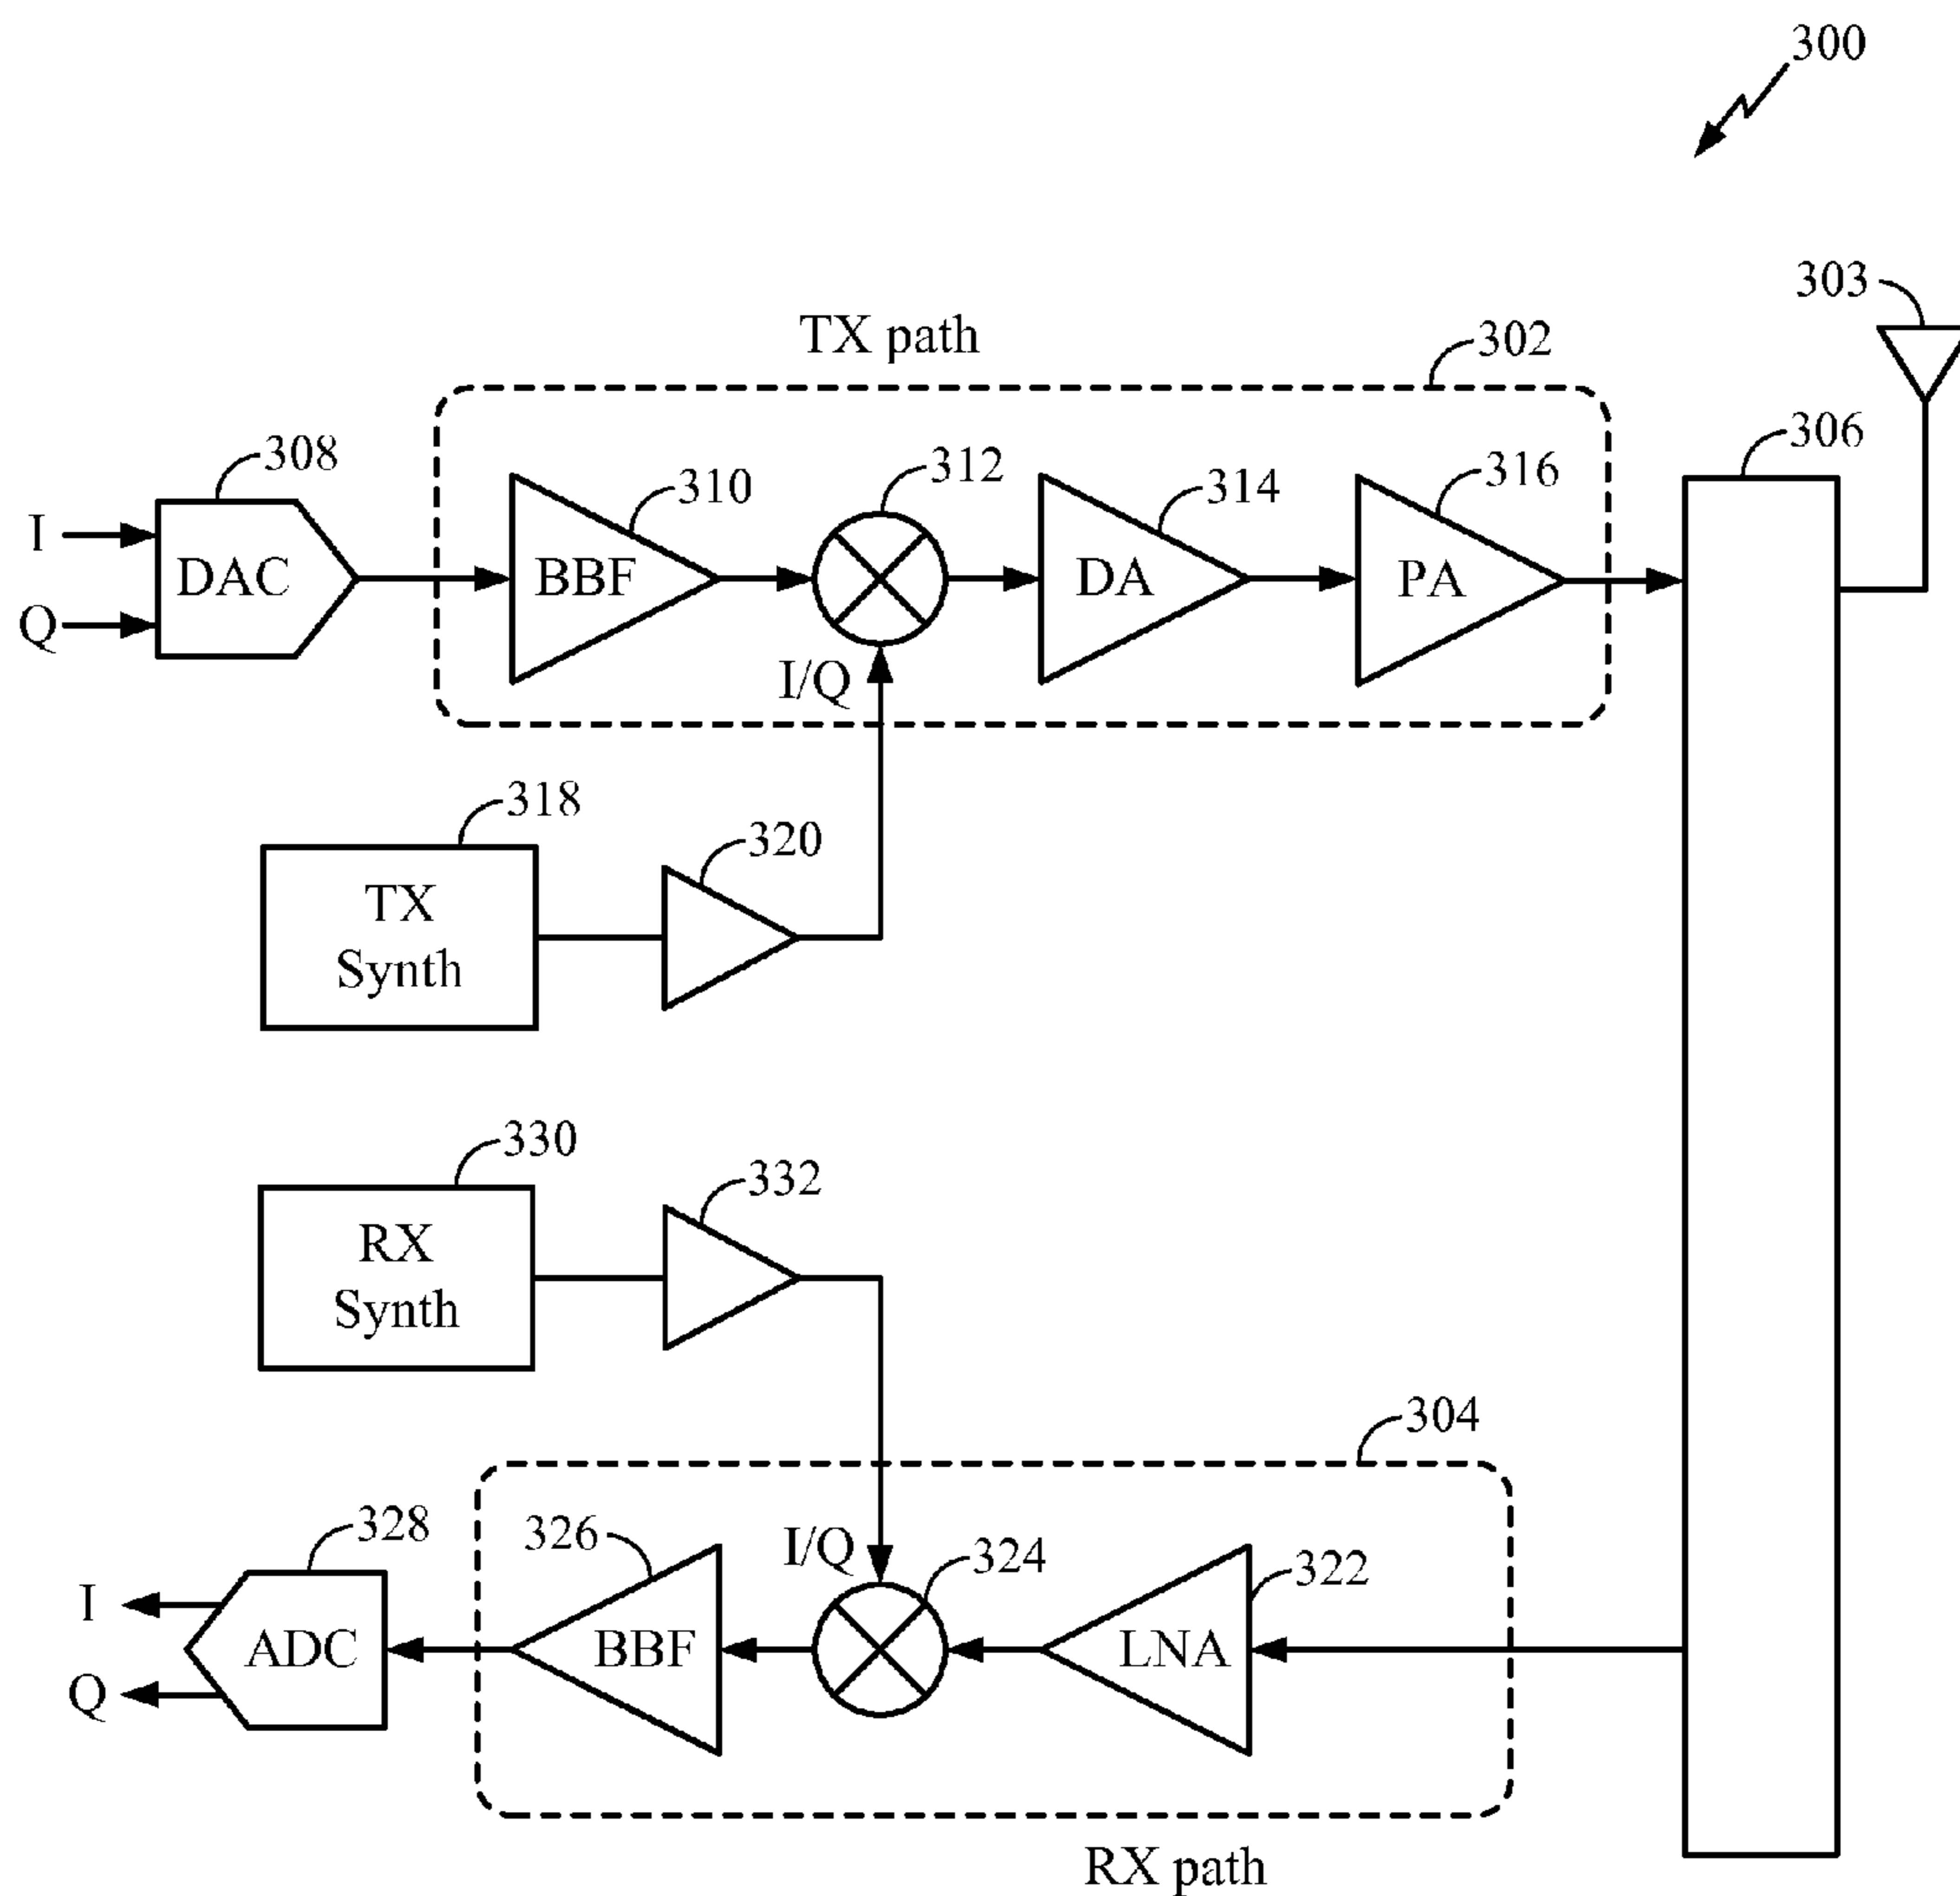 300
303
TX path
302
308
310
312
314
316
306
I
Q
DAC
BBF
DA
PA
I/Q
318
320
TX
Synth
330
332
RX
Synth
304
328
326
I/Q
324
322
I
Q
ADC
BBF
LNA
RX path